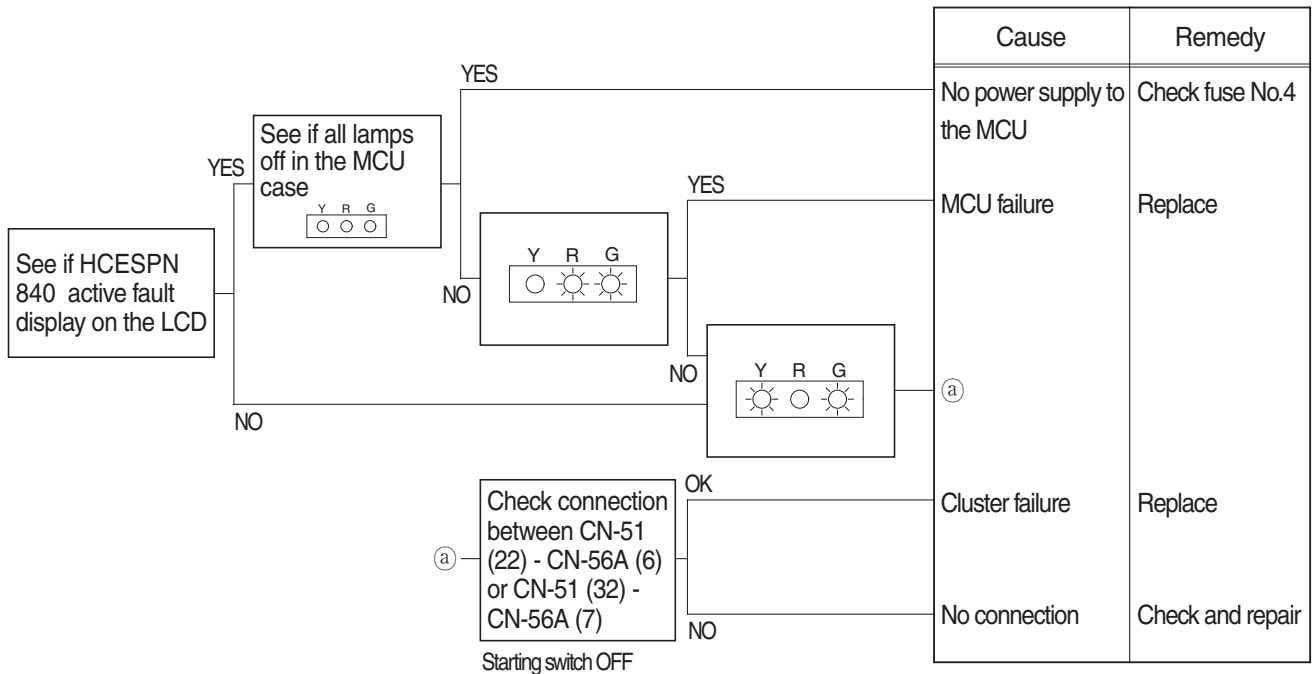 Cause Remedy
YES
No power supply to Check fuse No.4
the MCU
See if all lamps
off in the MCU
case
Y R G
YES
YES
MCU failure Replace
See if HCESPN
840 active fault
display on the LCD
Y R G
NO
NO
Y R G
ⓐ
NO
OK
Check connection
between CN-51
(22) - CN-56A (6)
or CN-51 (32) -
CN-56A (7)
ⓐ
Cluster failure Replace
No connection Check and repair
NO
Starting switch OFF